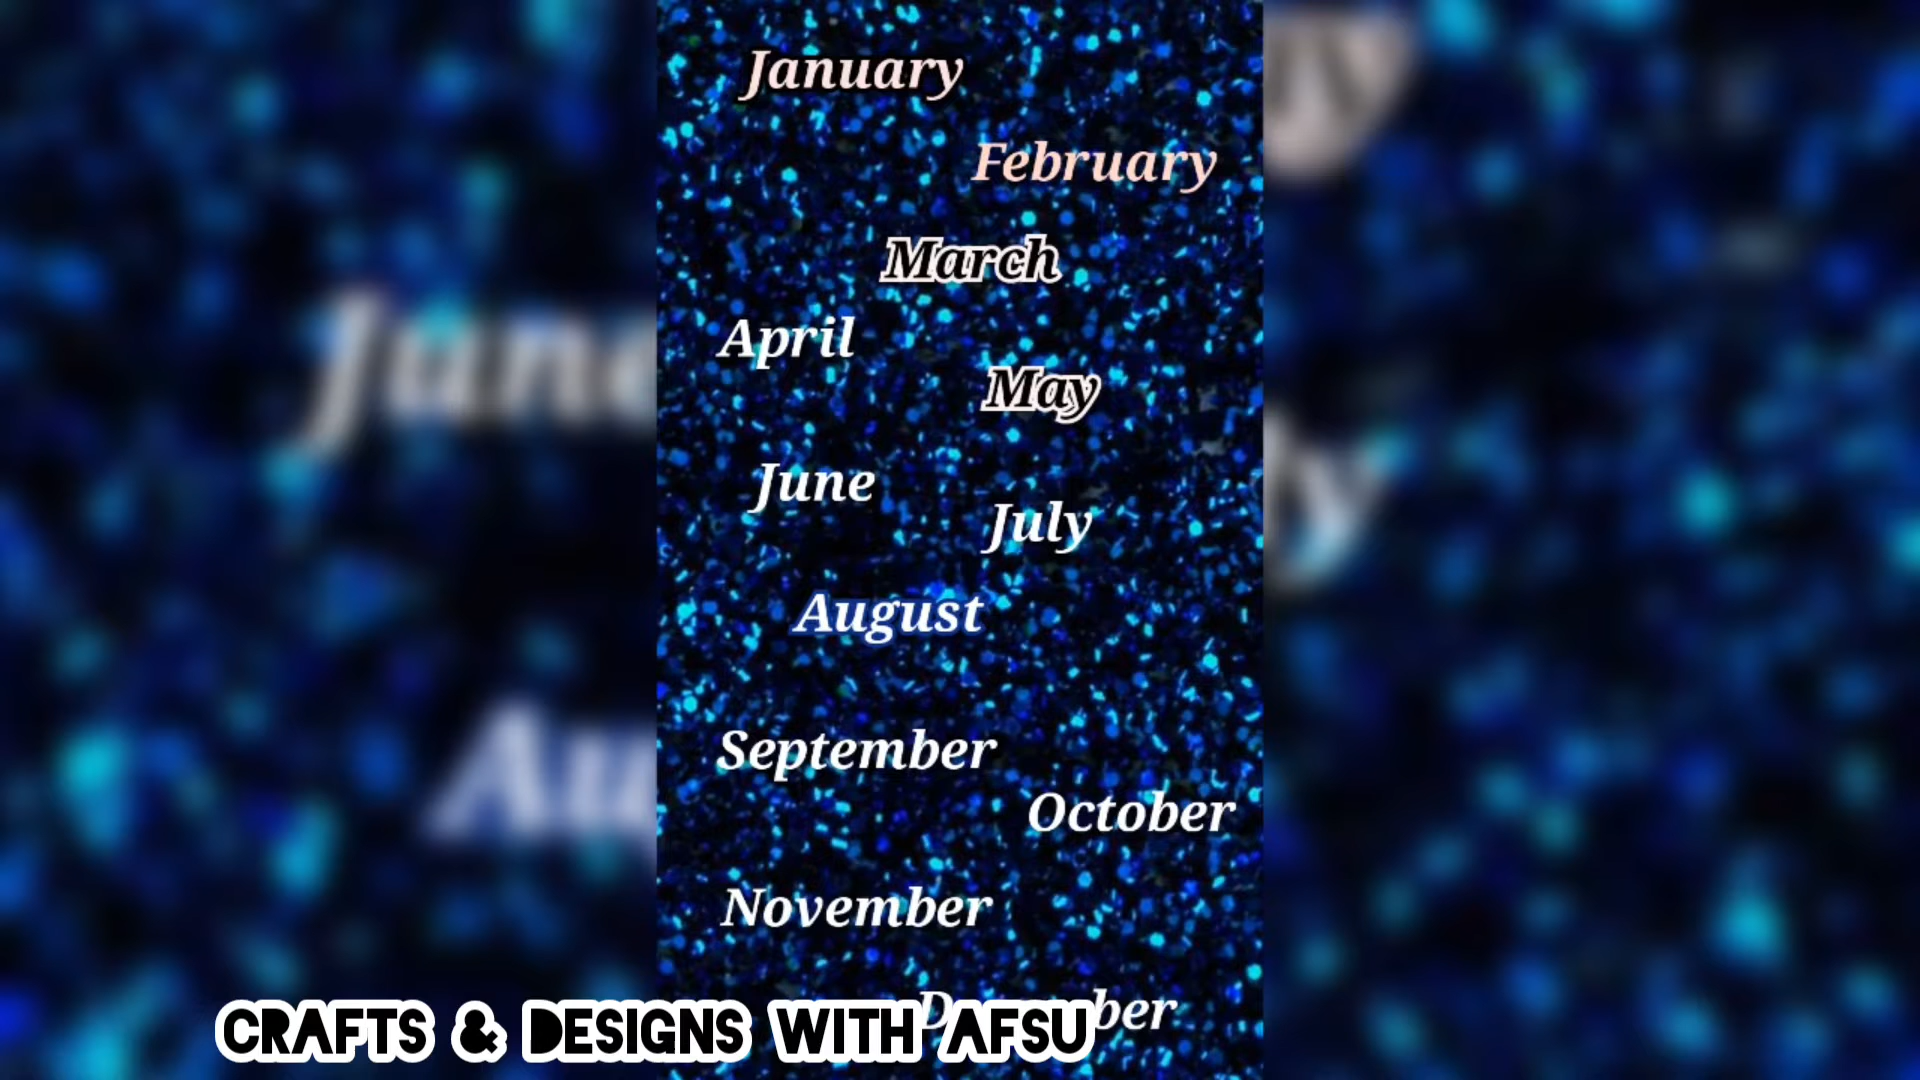 January
February
March
April
May
June
July
August
September
October
November
CRAFTS & DESIGNS WITH AFSU